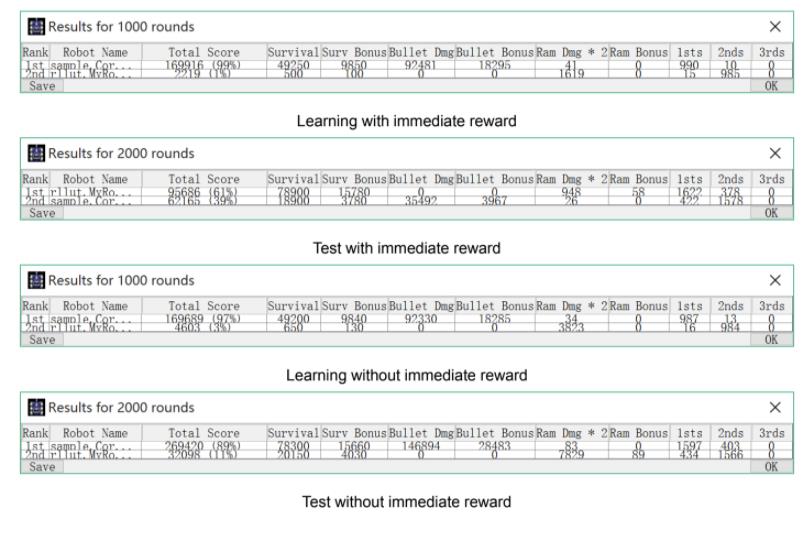 Results for 1000 rounds
Rank Robot Name Total Score Survival Surv Bonus Bullet Dmg Bullet Bonus Ram Dmg * 2 Ram Bonus 1sts 2nds 3rds
1st sample.Cor... 169916 (99%) 49250 9850 92481 18295 41 0 990 10 0
2nd rllut.MyRo... 2219 (1%) 500 100 0 0 1619 0 15 985 0
Save OK
Learning with immediate reward
Results for 2000 rounds
Rank Robot Name Total Score Survival Surv Bonus Bullet Dmg Bullet Bonus Ram Dmg * 2 Ram Bonus 1sts 2nds 3rds
1st rllut.MyRo... 95686 (61%) 78900 15780 0 0 948 58 1622 378 0
2nd sample.Cor... 62165 (39%) 18900 3780 35492 3967 26 0 422 1578 0
Save OK
Test with immediate reward
Results for 1000 rounds
Rank Robot Name Total Score Survival Surv Bonus Bullet Dmg Bullet Bonus Ram Dmg * 2 Ram Bonus 1sts 2nds 3rds
1st sample.Cor... 169689 (97%) 49200 9840 92330 18285 34 0 987 13 0
2nd rllut.MyRo... 4603 (3%) 650 130 0 0 3823 0 16 984 0
Save OK
Learning without immediate reward
Results for 2000 rounds
Rank Robot Name Total Score Survival Surv Bonus Bullet Dmg Bullet Bonus Ram Dmg * 2 Ram Bonus 1sts 2nds 3rds
1st sample.Cor... 269420 (89%) 78300 15660 146894 28483 83 0 1597 403 0
2nd rllut.MyRo... 32098 (11%) 20150 4030 0 0 7829 89 434 1566 0
Save OK
Test without immediate reward